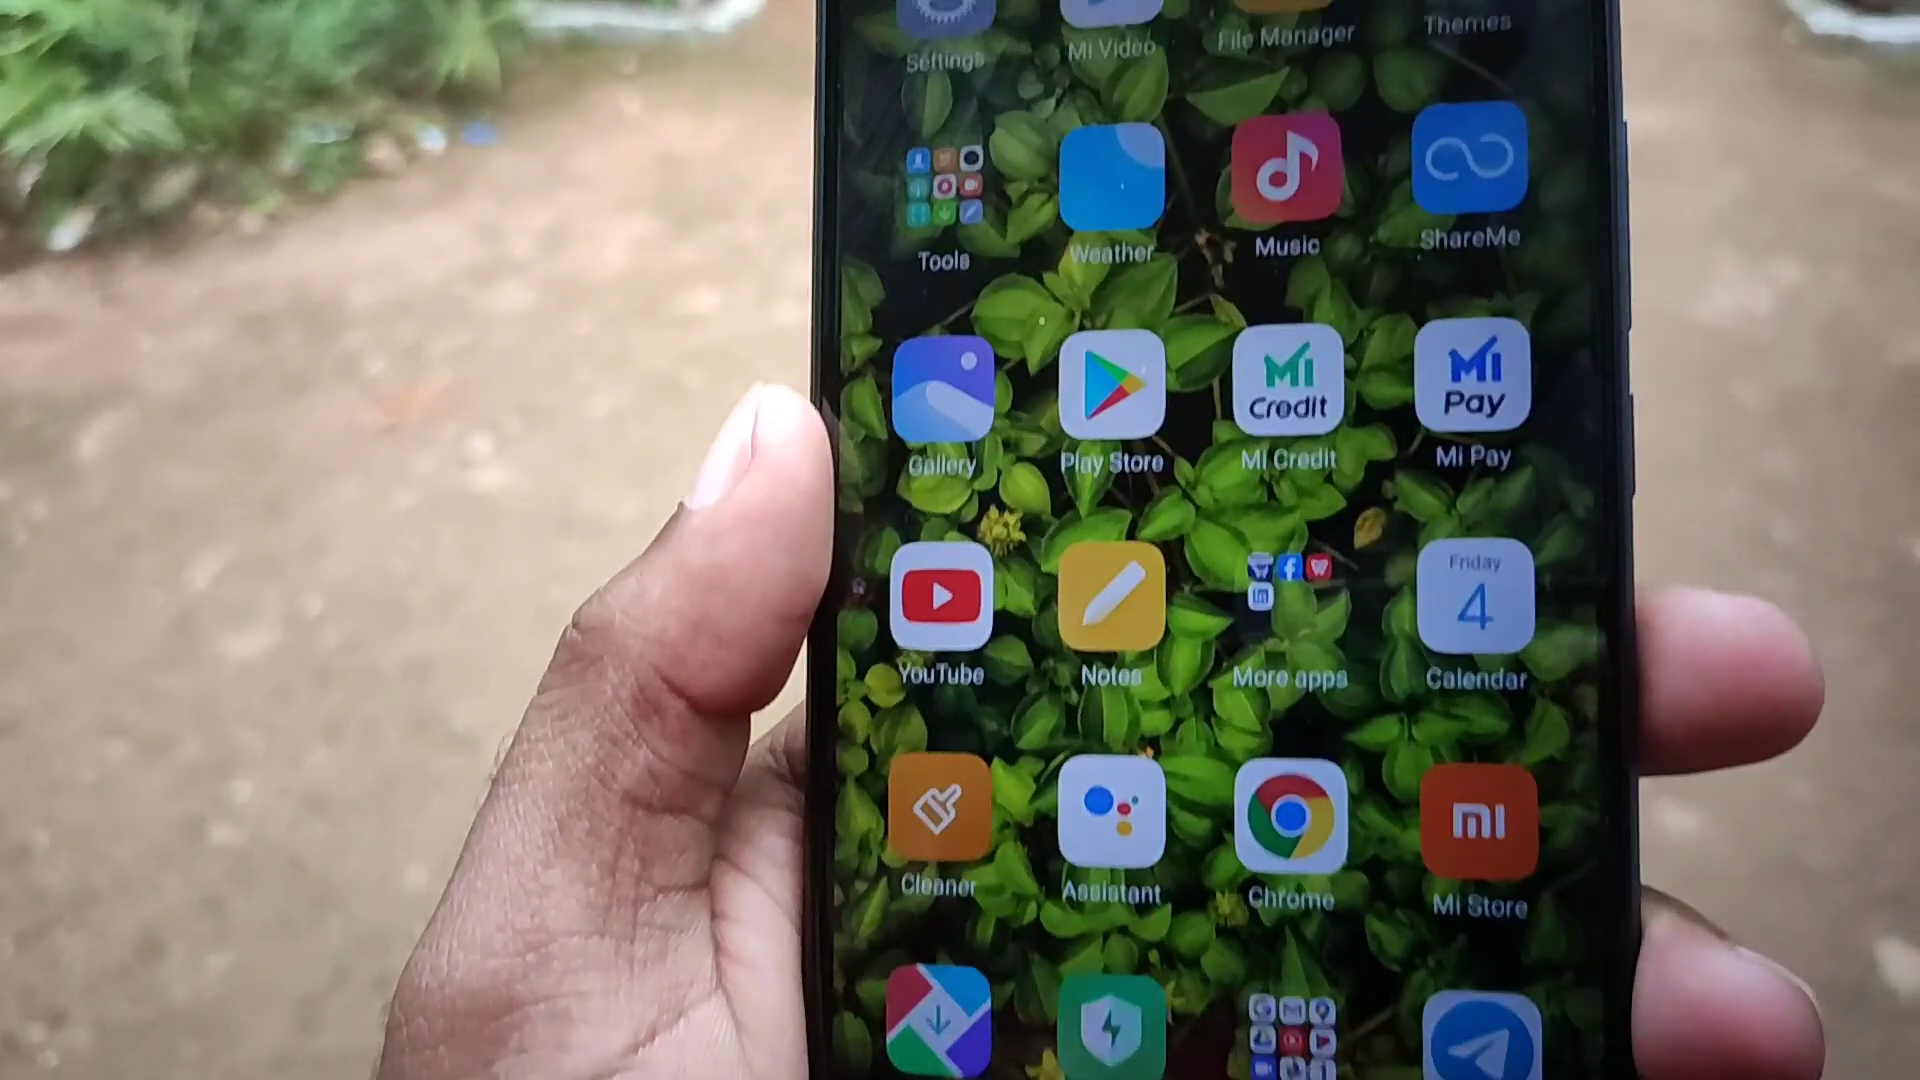 Settings
Mi Video
File Manager
Themes
Tools
Weather
Music
ShareMe
Mi
Credit
Mi
Pay
Gallery
Play Store
Mi Credit
Mi Pay
Friday
4
YouTube
Notes
More apps
Calendar
mi
Cleaner
Assistant
Chrome
Mi Store